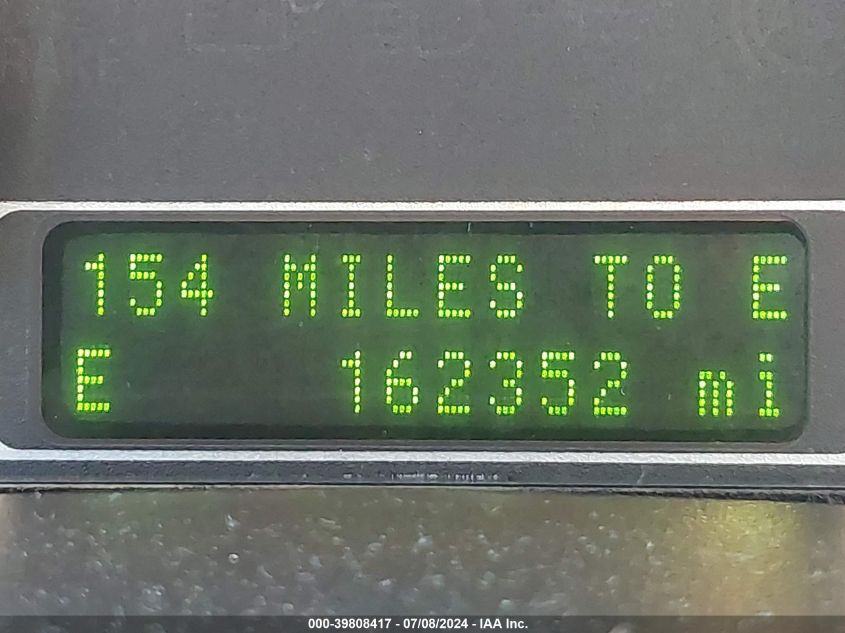 154 MILES TO E
E 162352 mi
000-39808417 - 07/08/2024 - IAA Inc.